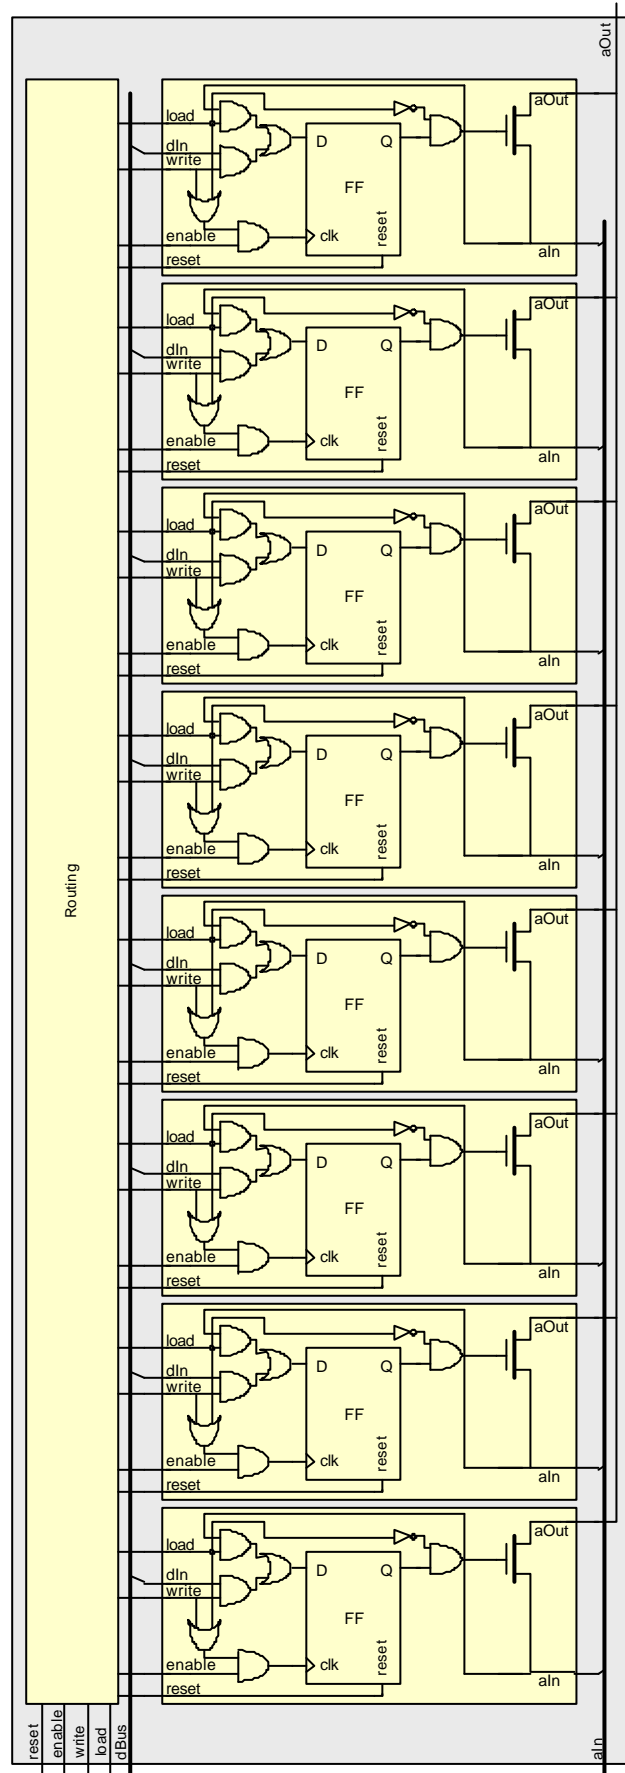 aOut
load
aOut
dIn
D
Q
write
FF
reset
enable
clk
reset
aIn
load
aOut
dIn
D
Q
write
FF
reset
enable
clk
reset
aIn
load
aOut
dIn
D
Q
write
FF
reset
enable
clk
reset
aIn
load
aOut
dIn
D
Q
write
FF
reset
enable
clk
reset
aIn
Routing
load
aOut
dIn
D
Q
write
FF
reset
enable
clk
reset
aIn
load
aOut
dIn
D
Q
write
FF
reset
enable
clk
reset
aIn
load
aOut
dIn
D
Q
write
FF
reset
enable
clk
reset
aIn
load
aOut
dIn
D
Q
write
FF
reset
enable
clk
reset
aIn
reset
enable
write
load
dBus
aIn